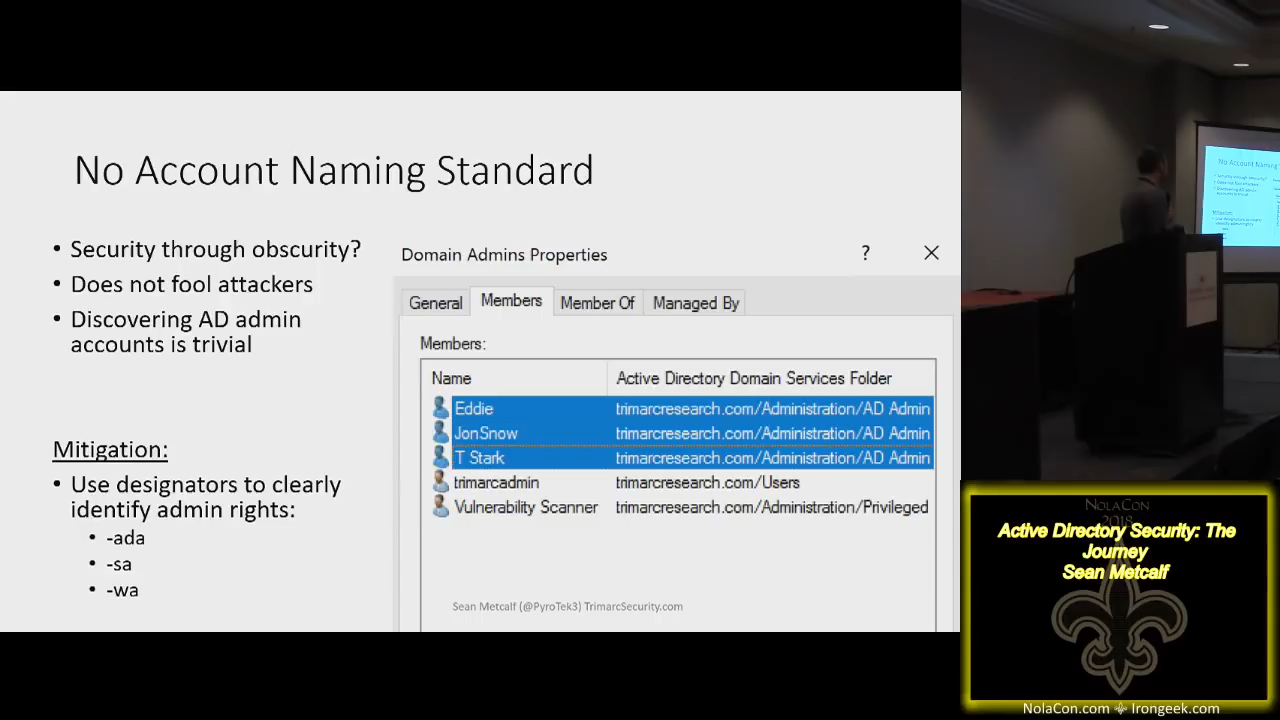 No Account Naming Standard
• Security through obscurity?
• Does not fool attackers
• Discovering AD admin
accounts is trivial
Mitigation:
• Use designators to clearly
identify admin rights:
• -ada
• -sa
• -wa
Domain Admins Properties ? ×
General Members Member Of Managed By
Members:
Name Active Directory Domain Services Folder
Eddie trimarcresearch.com/Administration/AD Admin
JonSnow trimarcresearch.com/Administration/AD Admin
T Stark trimarcresearch.com/Administration/AD Admin
trimarcadmin trimarcresearch.com/Users
Vulnerability Scanner trimarcresearch.com/Administration/Privileged
Sean Metcalf (@PyroTek3) TrimarcSecurity.com
No Account Naming
NOLACON
2018
Active Directory Security: The
Journey
Sean Metcalf
NolaCon.com ⚜ Irongeek.com